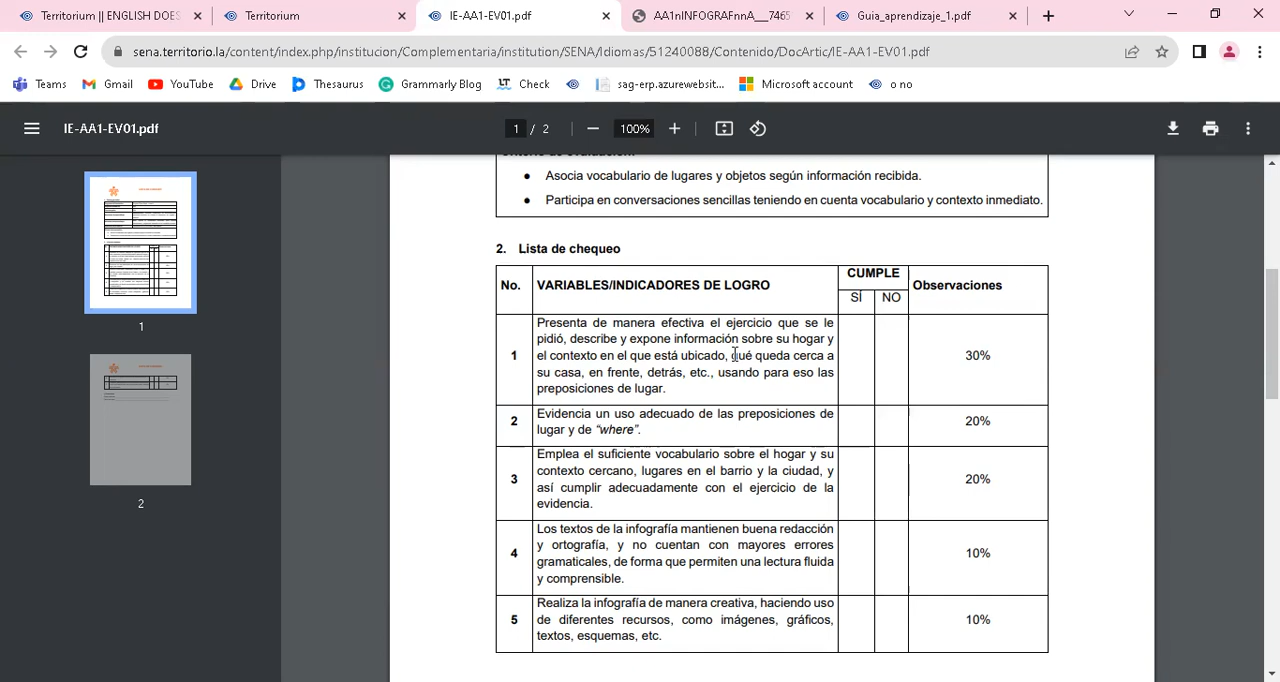 Territorium || ENGLISH DOES
Territorium
IE-AA1-EV01.pdf
AA1nINFOGRAFnnA___7465
Guia_aprendizaje_1.pdf
sena.territorio.la/content/index.php/institucion/Complementaria/institution/SENA/Idiomas/51240088/Contenido/DocArtic/IE-AA1-EV01.pdf
Teams
Gmail
YouTube
Drive
Thesaurus
Grammarly Blog
LT Check
sag-erp.azurewebsit...
Microsoft account
o no
IE-AA1-EV01.pdf
1 / 2
100%
1
2
• Asocia vocabulario de lugares y objetos según información recibida.
• Participa en conversaciones sencillas teniendo en cuenta vocabulario y contexto inmediato.
2. Lista de chequeo
No.
VARIABLES/INDICADORES DE LOGRO
CUMPLE
SÍ
NO
Observaciones
1
Presenta de manera efectiva el ejercicio que se le
pidió, describe y expone información sobre su hogar y
el contexto en el que está ubicado, qué queda cerca a
su casa, en frente, detrás, etc., usando para eso las
preposiciones de lugar.
30%
2
Evidencia un uso adecuado de las preposiciones de
lugar y de “where”.
20%
3
Emplea el suficiente vocabulario sobre el hogar y su
contexto cercano, lugares en el barrio y la ciudad, y
así cumplir adecuadamente con el ejercicio de la
evidencia.
20%
4
Los textos de la infografía mantienen buena redacción
y ortografía, y no cuentan con mayores errores
gramaticales, de forma que permiten una lectura fluida
y comprensible.
10%
5
Realiza la infografía de manera creativa, haciendo uso
de diferentes recursos, como imágenes, gráficos,
textos, esquemas, etc.
10%